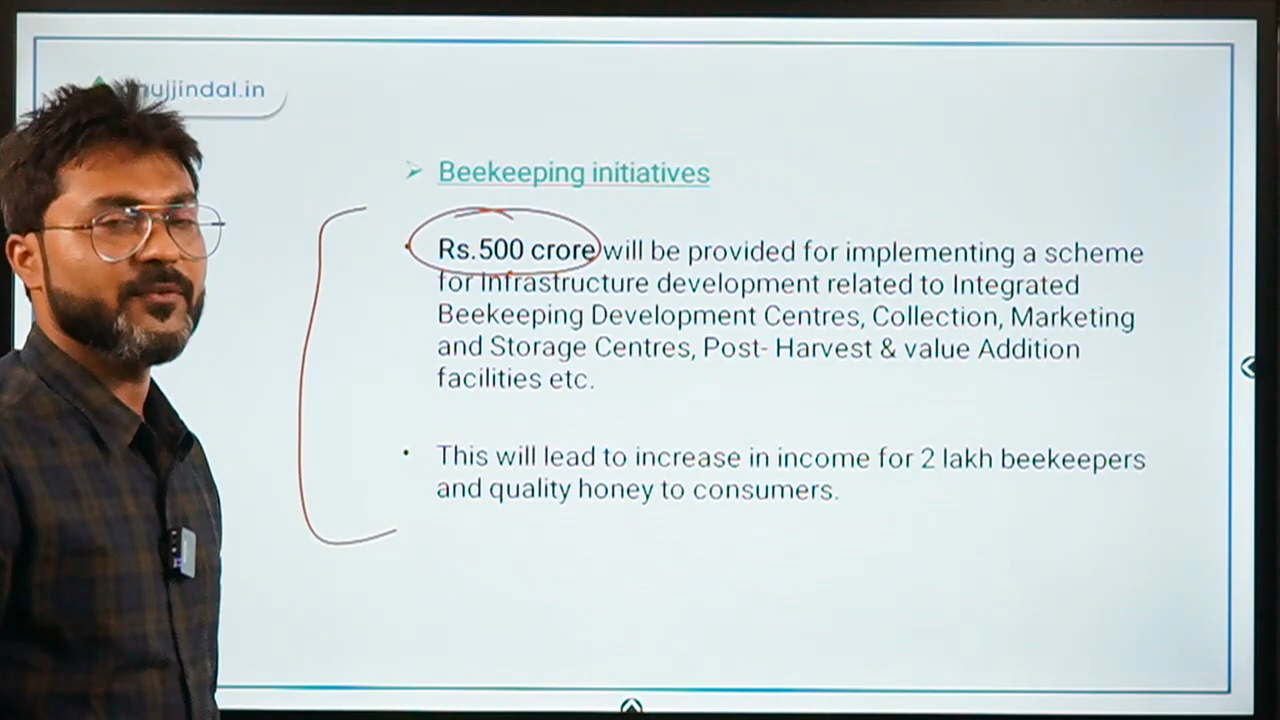 ujjindal.in
Beekeeping initiatives
Rs.500 crore will be provided for implementing a scheme
for Infrastructure development related to Integrated
Beekeeping Development Centres, Collection, Marketing
and Storage Centres, Post- Harvest & value Addition
facilities etc.
This will lead to increase in income for 2 lakh beekeepers
and quality honey to consumers.